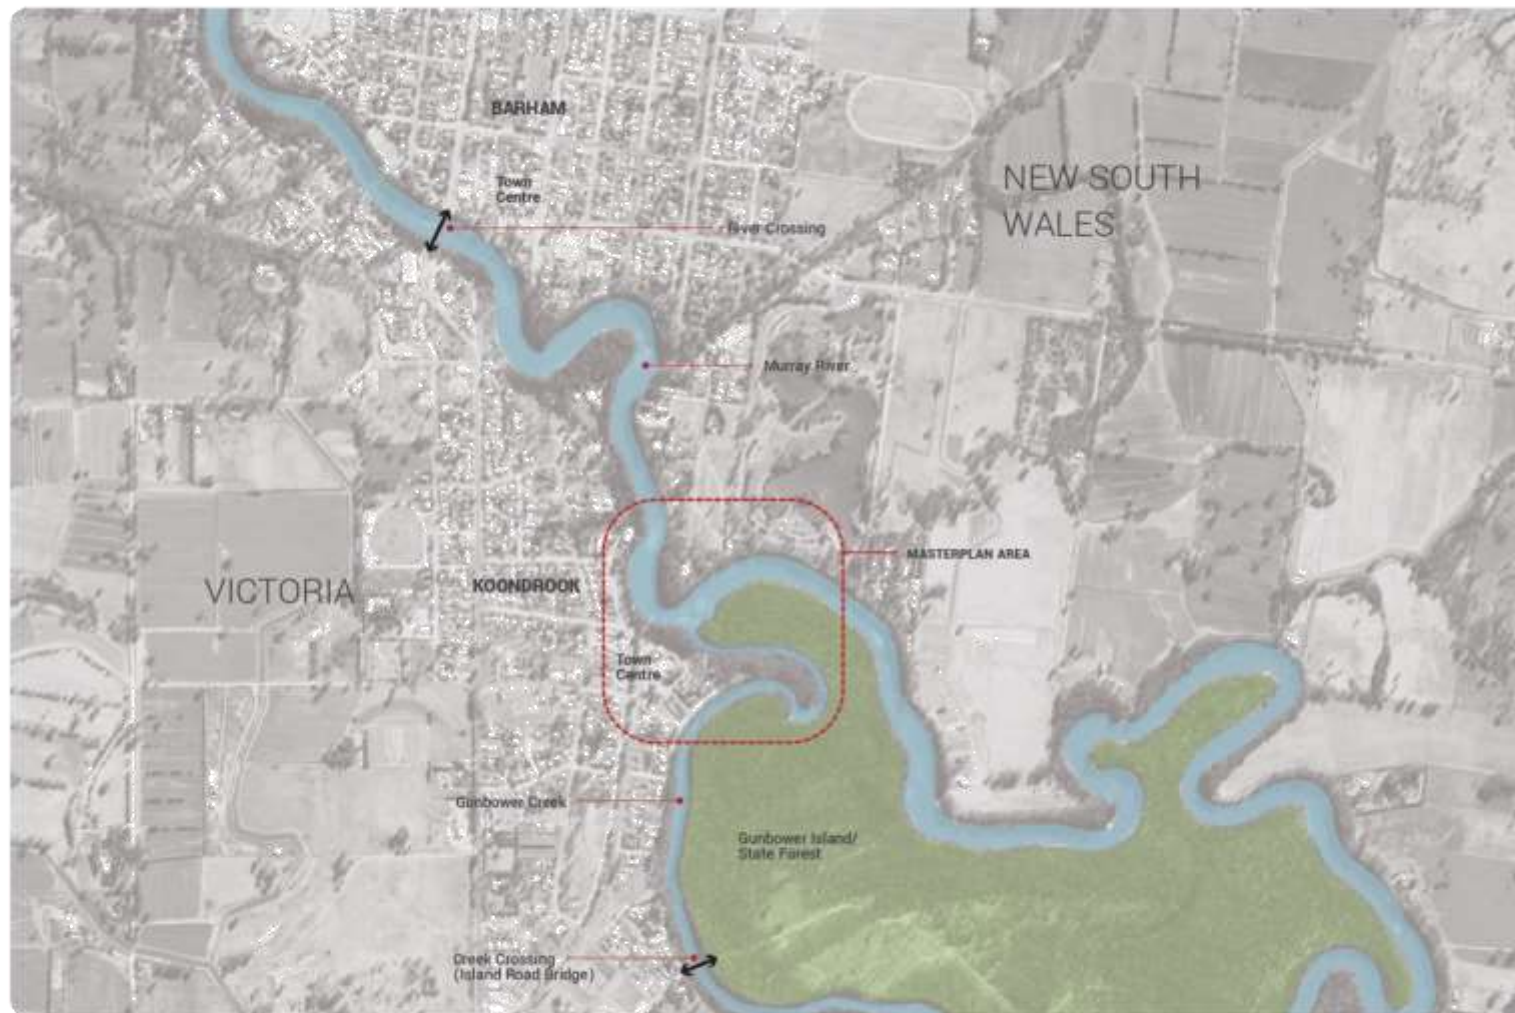 BARHAM
Town
Centre
NEW SOUTH
WALES
River Crossing
Murray River
MASTERPLAN AREA
VICTORIA
KOONDROOK
Town
Centre
Gunbower Creek
Gunbower Island/
State Forest
Creek Crossing
(Island Road Bridge)